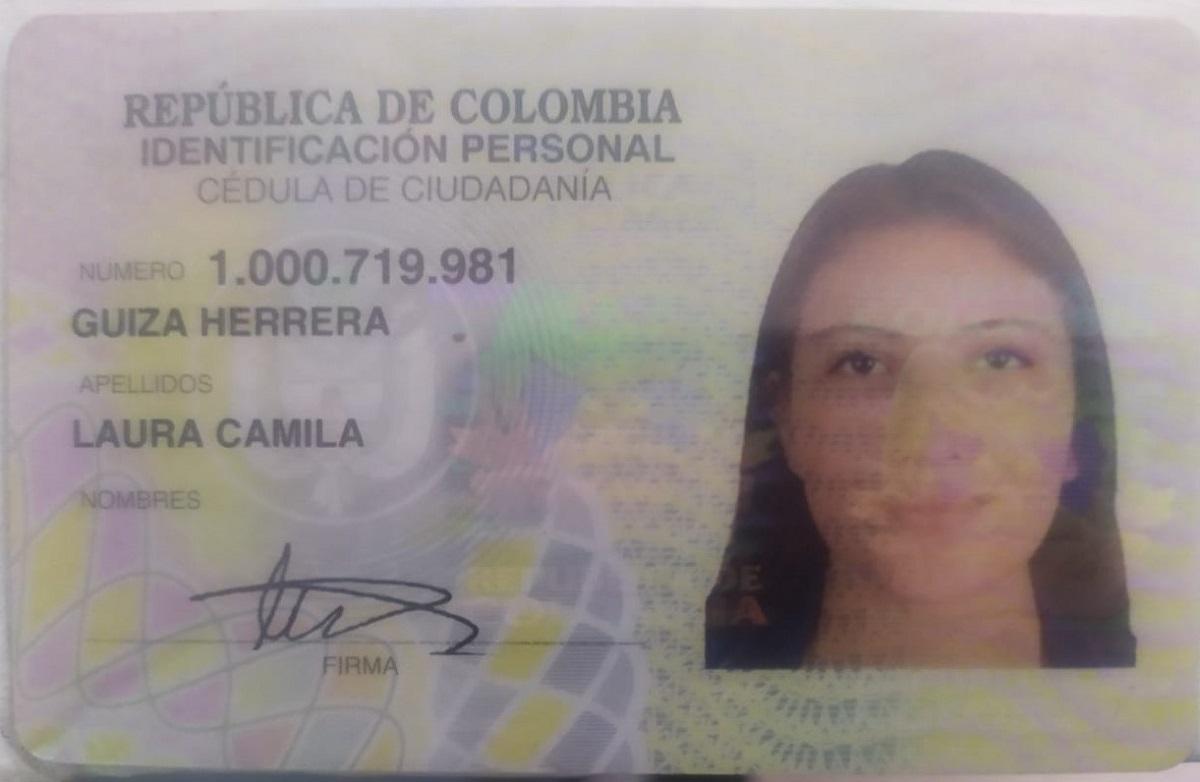 REPÚBLICA DE COLOMBIA
IDENTIFICACIÓN PERSONAL
CÉDULA DE CIUDADANÍA
NUMERO 1.000.719.981
GUIZA HERRERA
APELLIDOS
LAURA CAMILA
NOMBRES
FIRMA